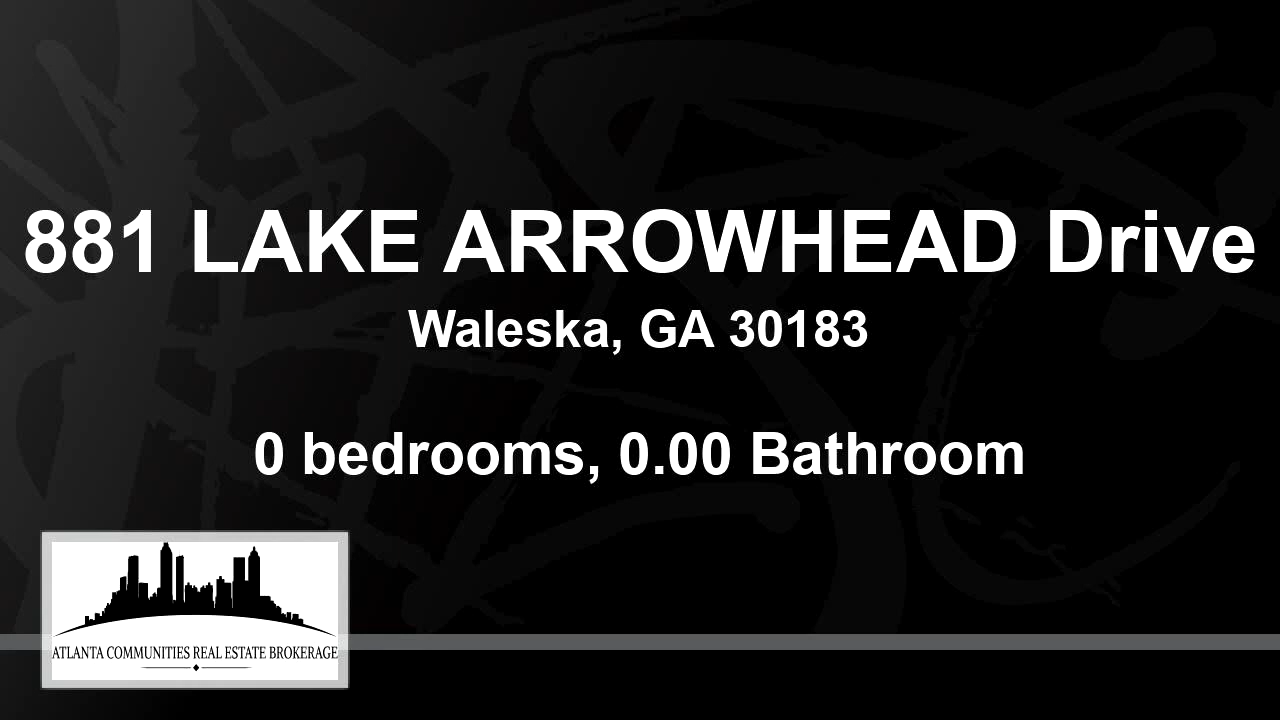 881 LAKE ARROWHEAD Drive
Waleska, GA 30183
0 bedrooms, 0.00 Bathroom
ATLANTA COMMUNITIES REAL ESTATE BROKERAGE